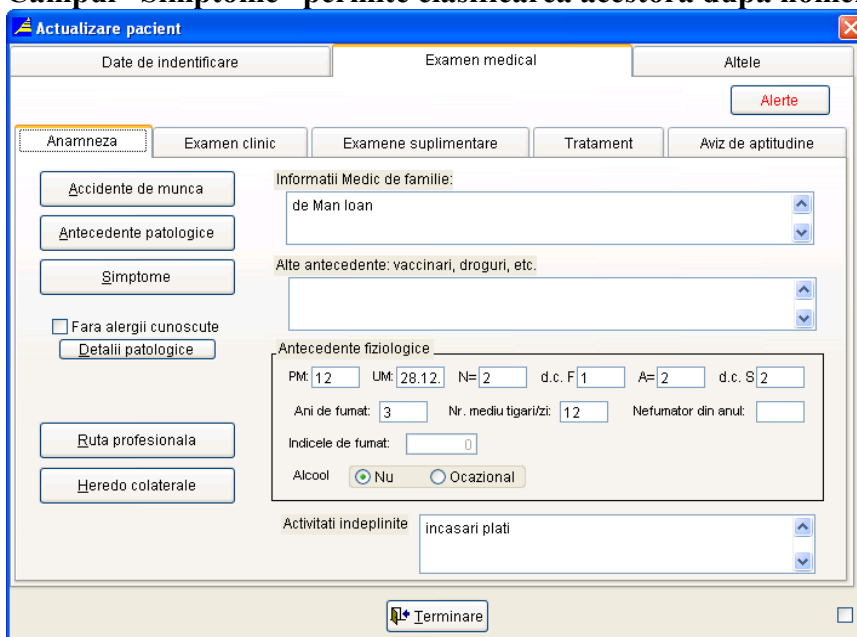 Campul "Simptome" permite clasificarea acestora dupa
Actualizare pacient
Date de indentificare Examen medical Altele
Alerte
Anamneza Examen clinic Examene suplimentare Tratament Aviz de aptitudine
Accidente de munca
Antecedente patologice
Simptome
Fara alergii cunoscute
Detalii patologice
Ruta profesionala
Heredo colaterale
Informatii Medic de familie:
de Man Ioan
Alte antecedente: vaccinari, droguri, etc.
Antecedente fiziologice
PM: 12 UM: 28.12. N= 2 d.c. F 1 A= 2 d.c. S 2
Ani de fumat: 3 Nr. mediu tigari/zi: 12 Nefumator din anul:
Indicele de fumat: 0
Alcool Nu Ocazional
Activitati indeplinite incasari plati
Terminare